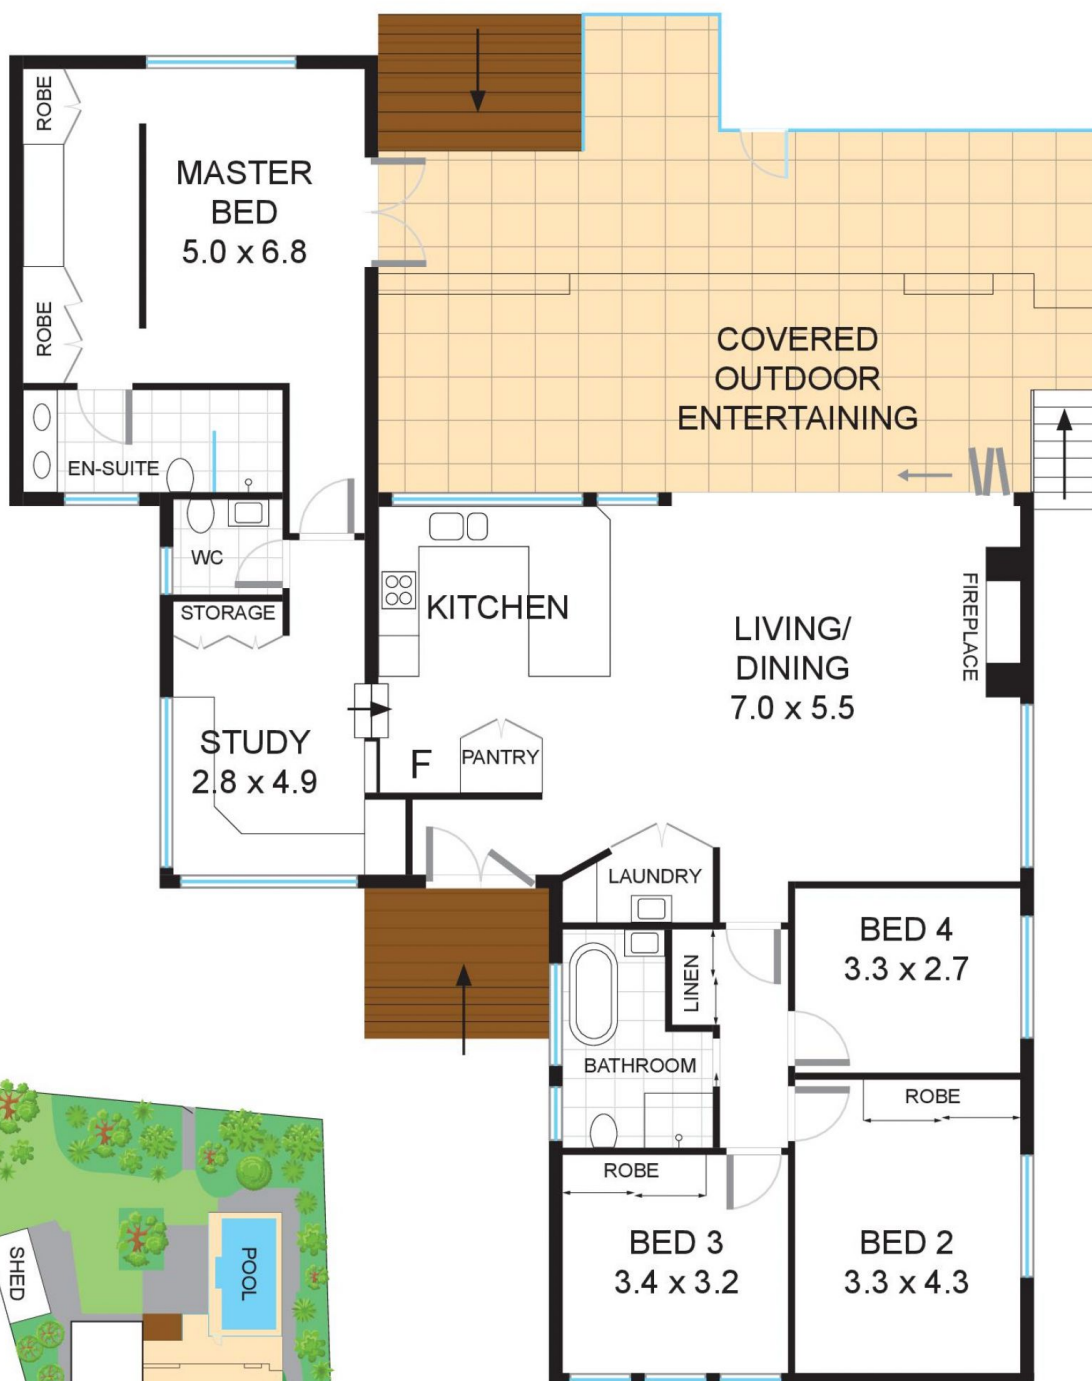 ROBE
MASTER
BED
5.0 x 6.8
ROBE
COVERED
OUTDOOR
ENTERTAINING
EN-SUITE
WC
STORAGE
KITCHEN
LIVING/
DINING
7.0 x 5.5
FIREPLACE
STUDY
2.8 x 4.9
F
PANTRY
LAUNDRY
BED 4
3.3 x 2.7
LINEN
BATHROOM
ROBE
ROBE
BED 3
3.4 x 3.2
BED 2
3.3 x 4.3
SHED
POOL